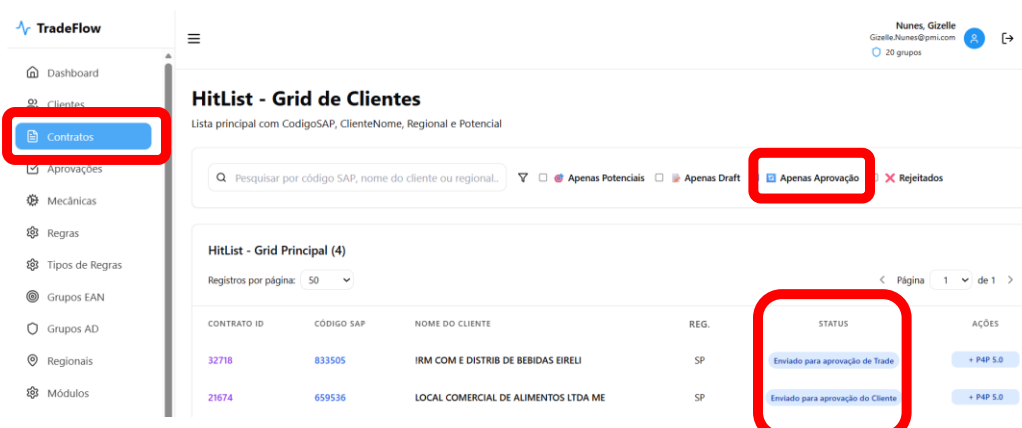 TradeFlow
Nunes, Gizelle
Gizelle.Nunes@pmi.com
20 grupos
Dashboard
Clientes
Contratos
Aprovações
Mecânicas
Regras
Tipos de Regras
Grupos EAN
Grupos AD
Regionais
Módulos
HitList - Grid de Clientes
Lista principal com CodigoSAP, ClienteNome, Regional e Potencial
Pesquisar por código SAP, nome do cliente ou regional.. Apenas Potenciais Apenas Draft Apenas Aprovação Rejeitados
HitList - Grid Principal (4)
Registros por página: 50 Página 1 de 1
CONTRATO ID CÓDIGO SAP NOME DO CLIENTE REG. STATUS AÇÕES
32718 833505 !RM COM E DISTRIB DE BEBIDAS EIRELI SP Enviado para aprovação de Trade + P4P 5.0
21674 659536 LOCAL COMERCIAL DE ALIMENTOS LTDA ME SP Enviado para aprovação do Cliente + P4P 5.0